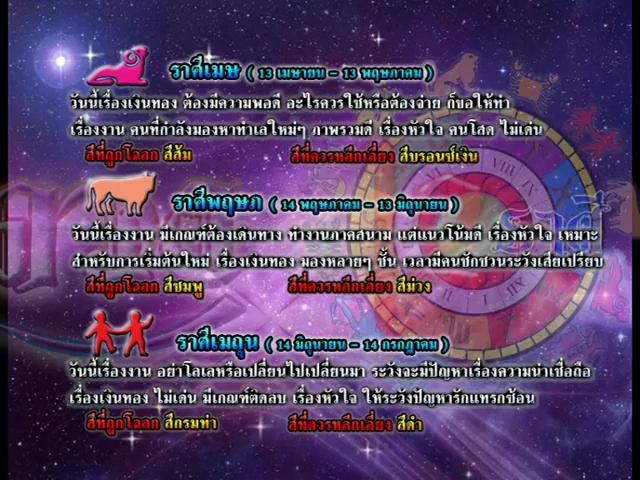 ราศีเมษ ( 13 เมษายน - 13 พฤษภาคม )
วันนี้เรื่องเงินทอง ต้องมีความพอดี อะไรควรใช้หรือต้องจ่าย ก็ขอให้ทำ
เรื่องงาน คนที่กำลังมองหาทำเลใหม่ๆ ภาพรวมดี เรื่องหัวใจ คนโสด ไม่เด่น
สีที่ถูกโฉลก สีส้ม สีที่ควรหลีกเลี่ยง สีบรอนซ์เงิน
ราศีพฤษภ ( 14 พฤษภาคม - 13 มิถุนายน )
วันนี้เรื่องงาน มีเกณฑ์ต้องเดินทาง ทำงานภาคสนาม แต่แนวโน้มดี เรื่องหัวใจ เหมาะ
สำหรับการเริ่มต้นใหม่ เรื่องเงินทอง มองหลายๆ ชั้น เวลามีคนชักชวนระวังเสียเปรียบ
สีที่ถูกโฉลก สีชมพู สีที่ควรหลีกเลี่ยง สีม่วง
ราศีเมถุน ( 14 มิถุนายน - 14 กรกฎาคม )
วันนี้เรื่องงาน อย่าโลเลหรือเปลี่ยนไปเปลี่ยนมา ระวังจะมีปัญหาเรื่องความน่าเชื่อถือ
เรื่องเงินทอง ไม่เด่น มีเกณฑ์ติดลบ เรื่องหัวใจ ให้ระวังปัญหารักแทรกซ้อน
สีที่ถูกโฉลก สีกรมท่า สีที่ควรหลีกเลี่ยง สีดำ